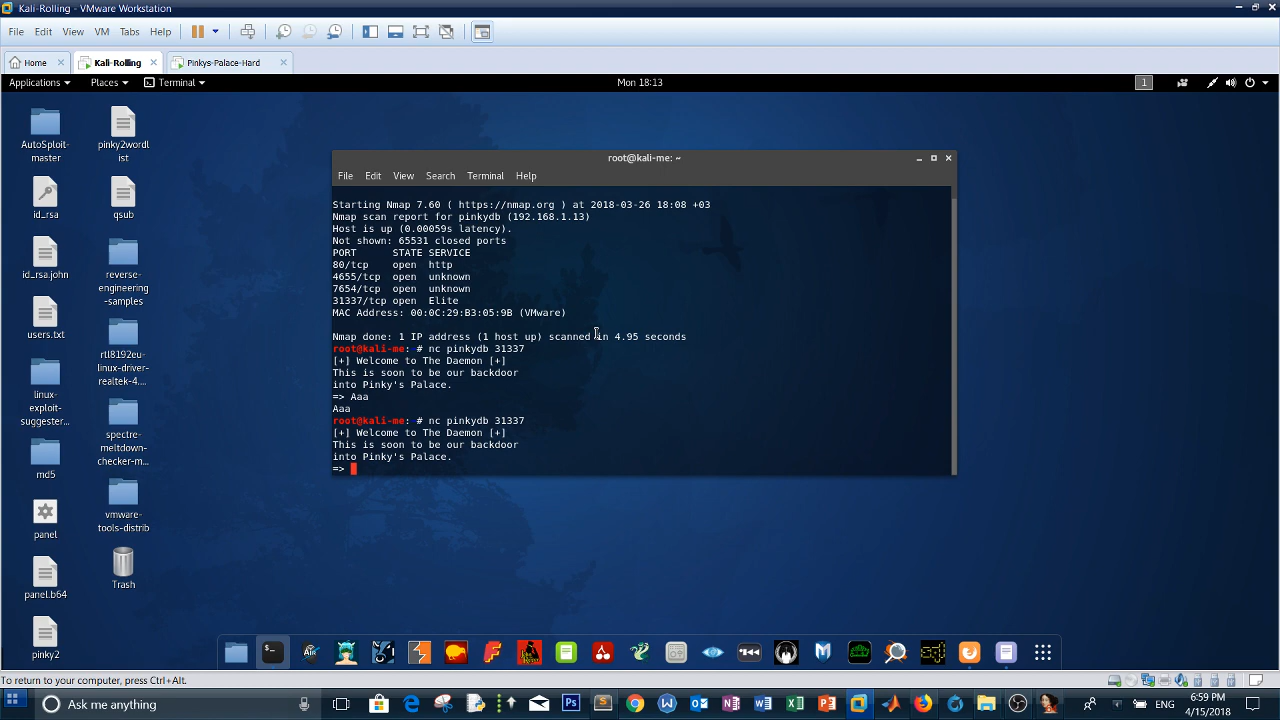 Kali-Rolling - VMware Workstation
File Edit View VM Tabs Help
Home Kali-Rolling Pinkys-Palace-Hard
Applications Places Terminal Mon 18:13 1
AutoSploit-
master
pinky2wordl
ist
id_rsa
qsub
id_rsa.john
reverse-
engineering
-samples
users.txt
rtl8192eu-
linux-driver-
realtek-4....
linux-
exploit-
suggester...
spectre-
meltdown-
checker-m...
md5
vmware-
tools-distrib
panel
Trash
panel.b64
pinky2
root@kali-me: ~
File Edit View Search Terminal Help
Starting Nmap 7.60 ( https://nmap.org ) at 2018-03-26 18:08 +03
Nmap scan report for pinkydb (192.168.1.13)
Host is up (0.00059s latency).
Not shown: 65531 closed ports
PORT STATE SERVICE
80/tcp open http
4655/tcp open unknown
7654/tcp open unknown
31337/tcp open Elite
MAC Address: 00:0C:29:B3:05:9B (VMware)
Nmap done: 1 IP address (1 host up) scanned in 4.95 seconds
root@kali-me: # nc pinkydb 31337
[+] Welcome to The Daemon [+]
This is soon to be our backdoor
into Pinky's Palace.
=> Aaa
Aaa
root@kali-me: # nc pinkydb 31337
[+] Welcome to The Daemon [+]
This is soon to be our backdoor
into Pinky's Palace.
=>
To return to your computer, press Ctrl+Alt.
Ask me anything
ENG
6:59 PM
4/15/2018